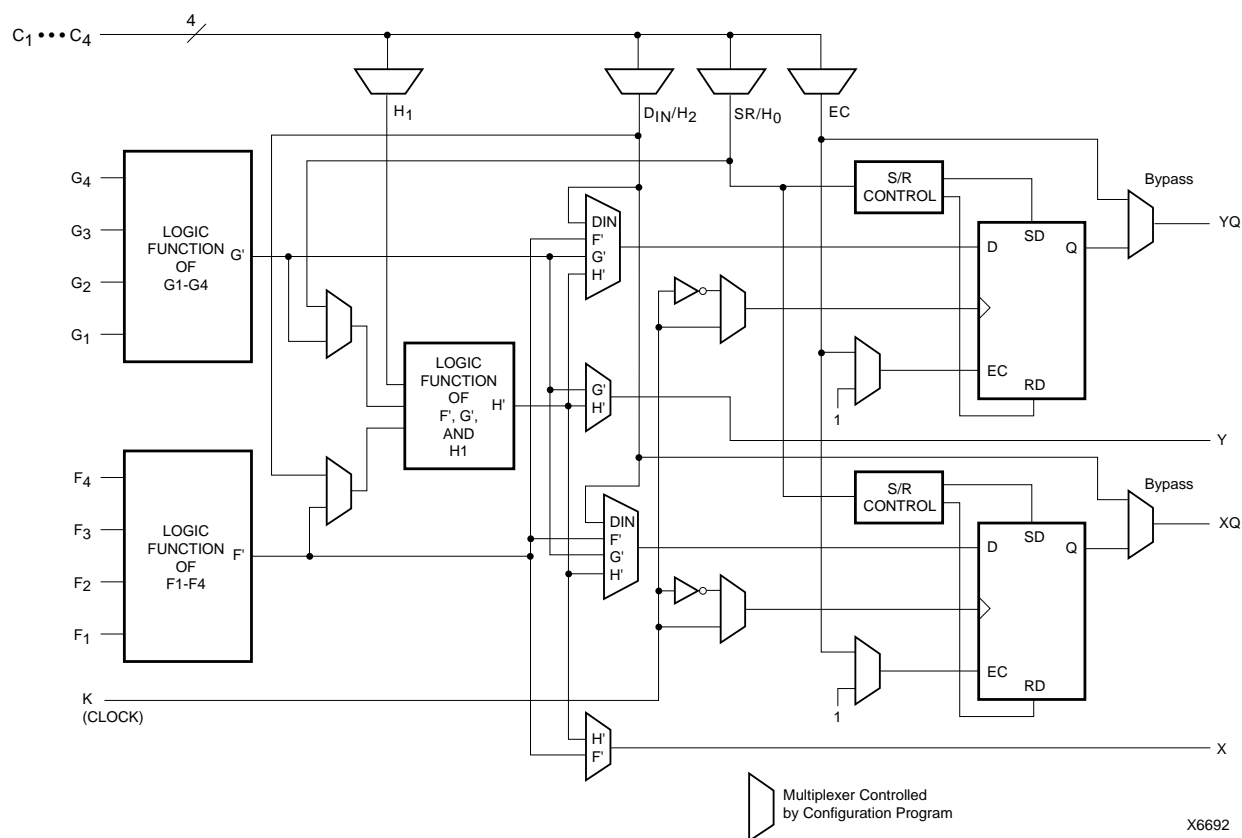 C1 ••• C4
4
H1
DIN/H2
SR/H0
EC
G4
G3
G2
G1
LOGIC
FUNCTION
OF
G1-G4
G'
DIN
F'
G'
H'
S/R
CONTROL
D
SD
Q
EC
RD
1
Bypass
YQ
LOGIC
FUNCTION
OF
F', G',
AND
H1
H'
G'
H'
Y
F4
F3
F2
F1
LOGIC
FUNCTION
OF
F1-F4
F'
DIN
F'
G'
H'
S/R
CONTROL
D
SD
Q
EC
RD
1
Bypass
XQ
K
(CLOCK)
H'
F'
X
Multiplexer Controlled
by Configuration Program
X6692